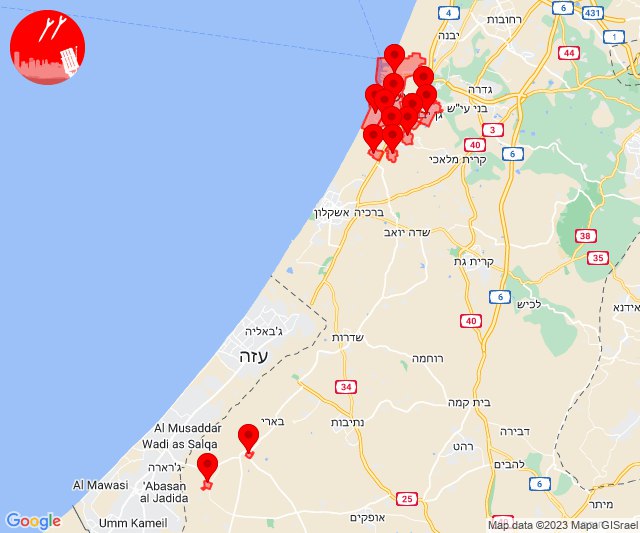 רחובות
4
6
431
יבנה
1
44
גדרה
בני עי"ש
גן
3
40
6
קרית מלאכי
ברכיה
אשקלון
שדה יואב
38
35
קרית גת
6
לכיש
אידנא
40
ג'באליה
שדרות
עזה
רוחמה
34
בית קמה
נתיבות
בארי
דבירה
Al Musaddar
Wadi as Salqa
רהט
להבים
ג'רארה
Al Mawasi
'Abasan
al Jadida
6
25
מיתר
אופקים
Umm Kameil
Google
Map data ©2023 Mapa GISrael